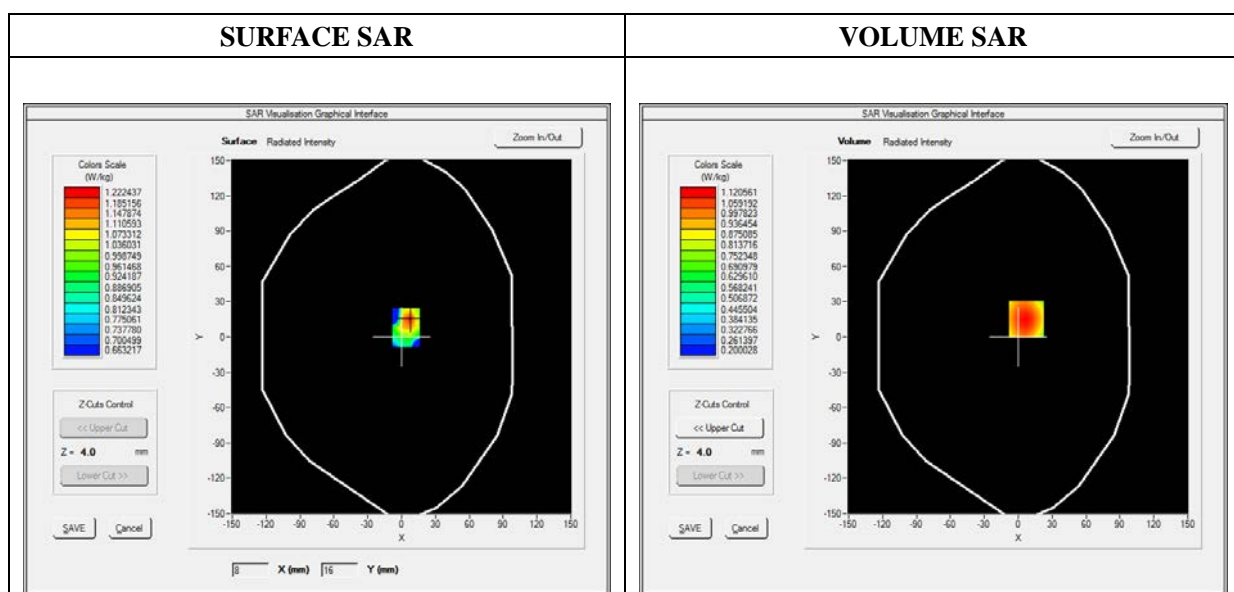 SURFACE SAR
VOLUME SAR
SAR Visualisation Graphical Interface
Surface Radiated Intensity
Zoom In/Out
Colors Scale
(W/kg)
1.222437
1.185156
1.147874
1.110593
1.073312
1.036031
0.998749
0.961468
0.924187
0.886905
0.849624
0.812343
0.775061
0.737780
0.700499
0.663217
Z-Cuts Control
<< Upper Cut
Z = 4.0 mm
Lower Cut >>
SAVE Cancel
150
120
90
60
30
0
-30
-60
-90
-120
-150
Y
-150 -120 -90 -60 -30 0 30 60 90 120 150
X
8 X (mm) 16 Y (mm)
SAR Visualisation Graphical Interface
Volume Radiated Intensity
Zoom In/Out
Colors Scale
(W/kg)
1.120561
1.059192
0.997823
0.936454
0.875085
0.813716
0.752348
0.690979
0.629610
0.568241
0.506872
0.445504
0.384135
0.322766
0.261397
0.200028
Z-Cuts Control
<< Upper Cut
Z = 4.0 mm
Lower Cut >>
SAVE Cancel
150
120
90
60
30
0
-30
-60
-90
-120
-150
Y
-150 -120 -90 -60 -30 0 30 60 90 120 150
X